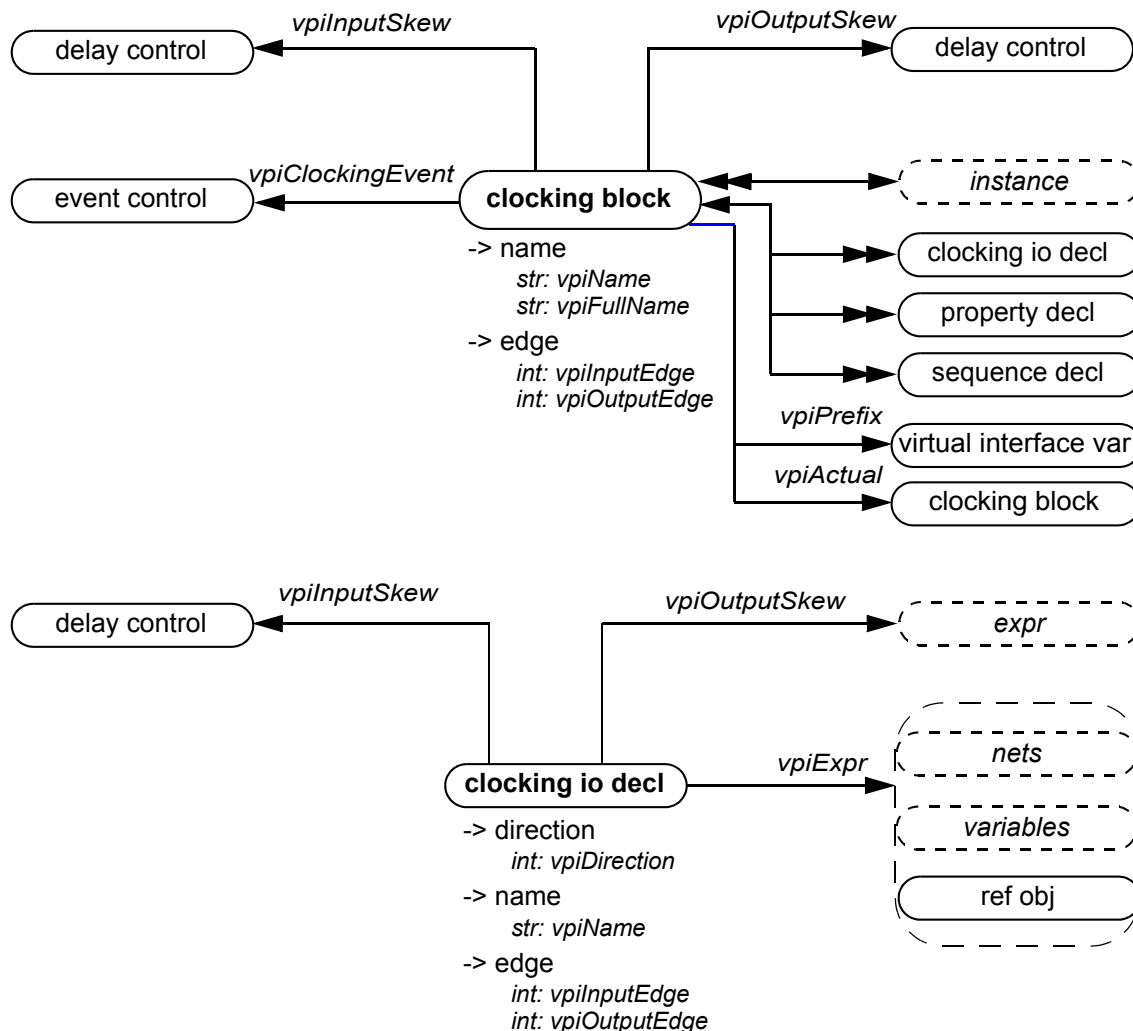 vpiInputSkew
vpiOutputSkew
delay control
delay control
vpiClockingEvent
event control
clocking block
instance
-> name
str: vpiName
str: vpiFullName
-> edge
int: vpiInputEdge
int: vpiOutputEdge
clocking io decl
property decl
sequence decl
vpiPrefix
virtual interface var
vpiActual
clocking block
vpiInputSkew
vpiOutputSkew
delay control
expr
clocking io decl
vpiExpr
nets
variables
ref obj
-> direction
int: vpiDirection
-> name
str: vpiName
-> edge
int: vpiInputEdge
int: vpiOutputEdge